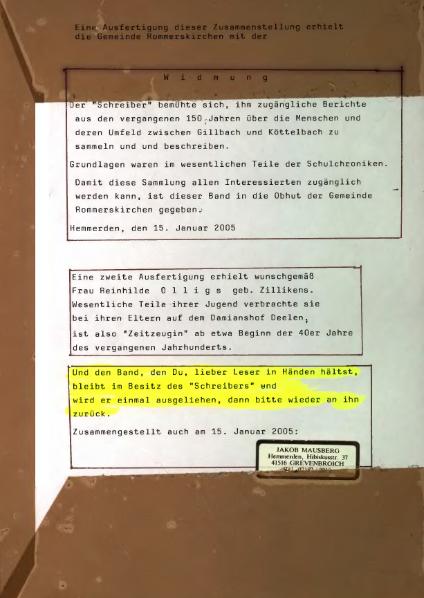 Eine Ausfertigung dieser Zusammenstellung erhielt
die Gemeinde Rommerskirchen mit der
W i d m u n g
Der "Schreiber" bemühte sich, ihm zugängliche Berichte
aus den vergangenen 150 Jahren über die Menschen und
deren Umfeld zwischen Gillbach und Köttelbach zu
sammeln und und beschreiben.
Grundlagen waren im wesentlichen Teile der Schulchroniken.
Damit diese Sammlung allen Interessierten zugänglich
werden kann, ist dieser Band in die Obhut der Gemeinde
Rommerskirchen gegeben.
Hemmerden, den 15. Januar 2005
Eine zweite Ausfertigung erhielt wunschgemäß
Frau Reinhilde O l l i g s geb. Zillikens.
Wesentliche Teile ihrer Jugend verbrachte sie
bei ihren Eltern auf dem Damianshof Deelen,
ist also "Zeitzeugin" ab etwa Beginn der 40er Jahre
des vergangenen Jahrhunderts.
Und den Band, den Du, lieber Leser in Händen hältst,
bleibt im Besitz des "Schreibers" und
wird er einmal ausgeliehen, dann bitte wieder an ihn
zurück.
Zusammengestellt auch am 15. Januar 2005:
JAKOB MAUSBERG
Hemmerden, Hibiskusstr. 37
41516 GREVENBROICH